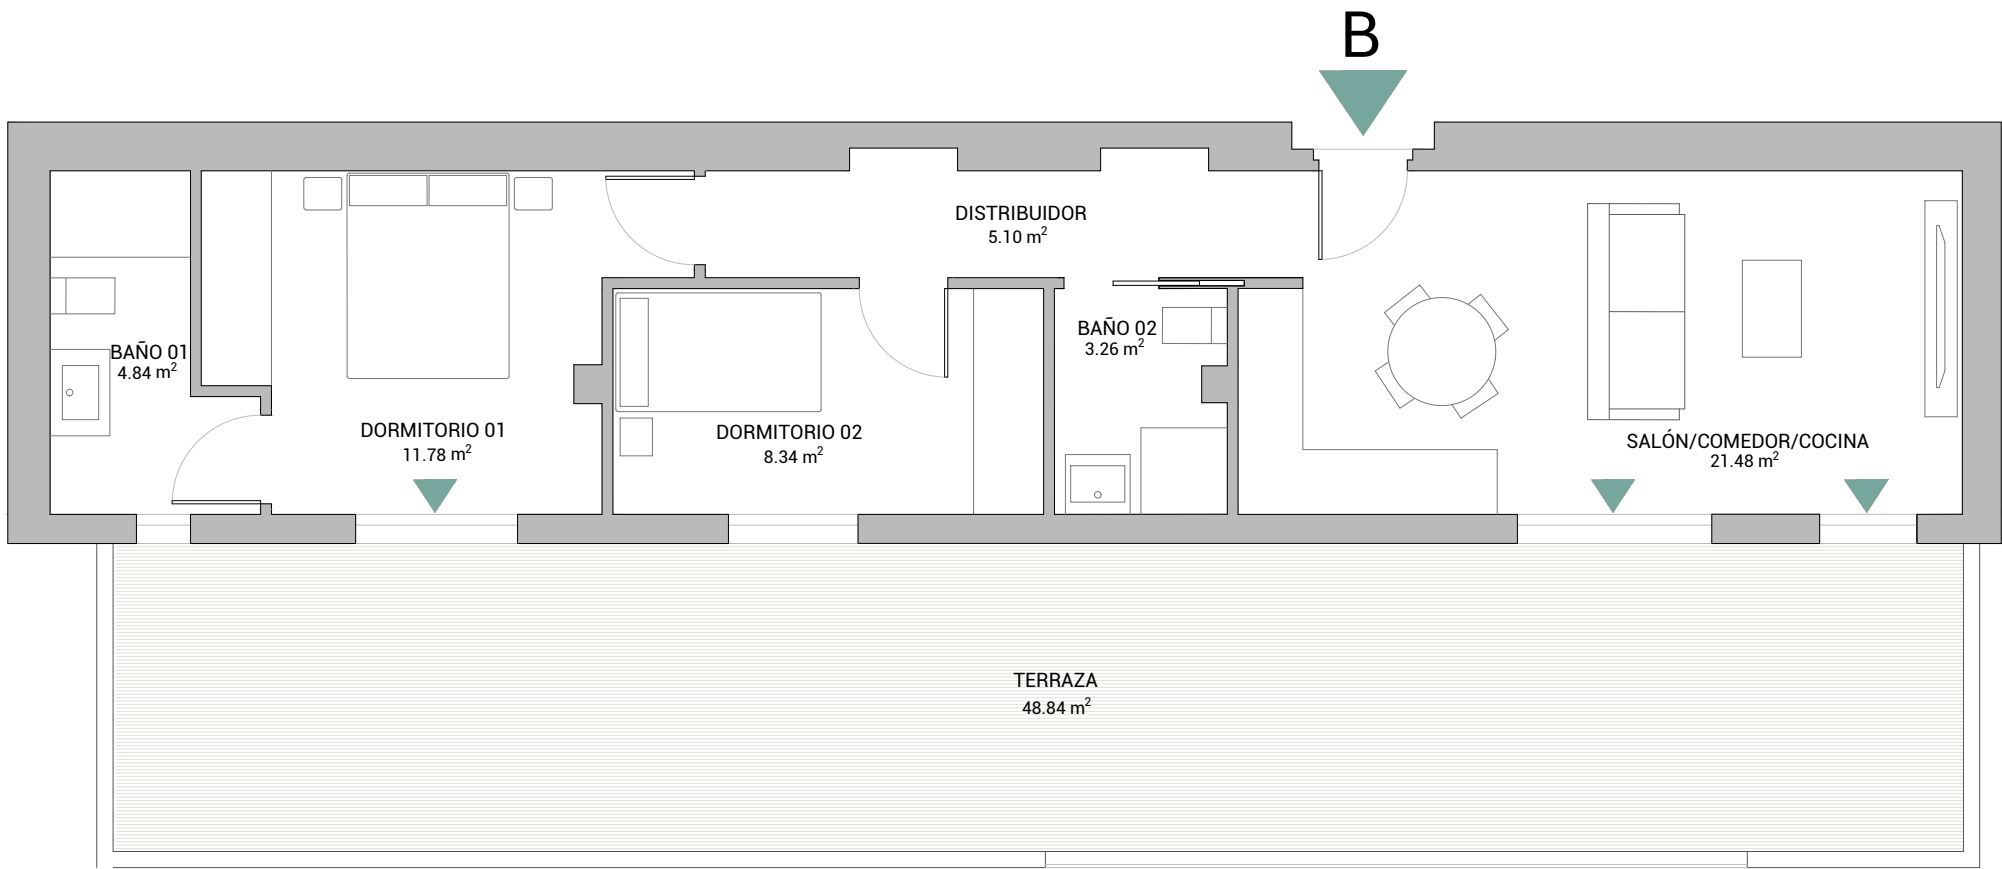 B
DISTRIBUIDOR
5.10 m²
BAÑO 01
4.84 m²
DORMITORIO 01
11.78 m²
DORMITORIO 02
8.34 m²
BAÑO 02
3.26 m²
SALÓN/COMEDOR/COCINA
21.48 m²
TERRAZA
48.84 m²